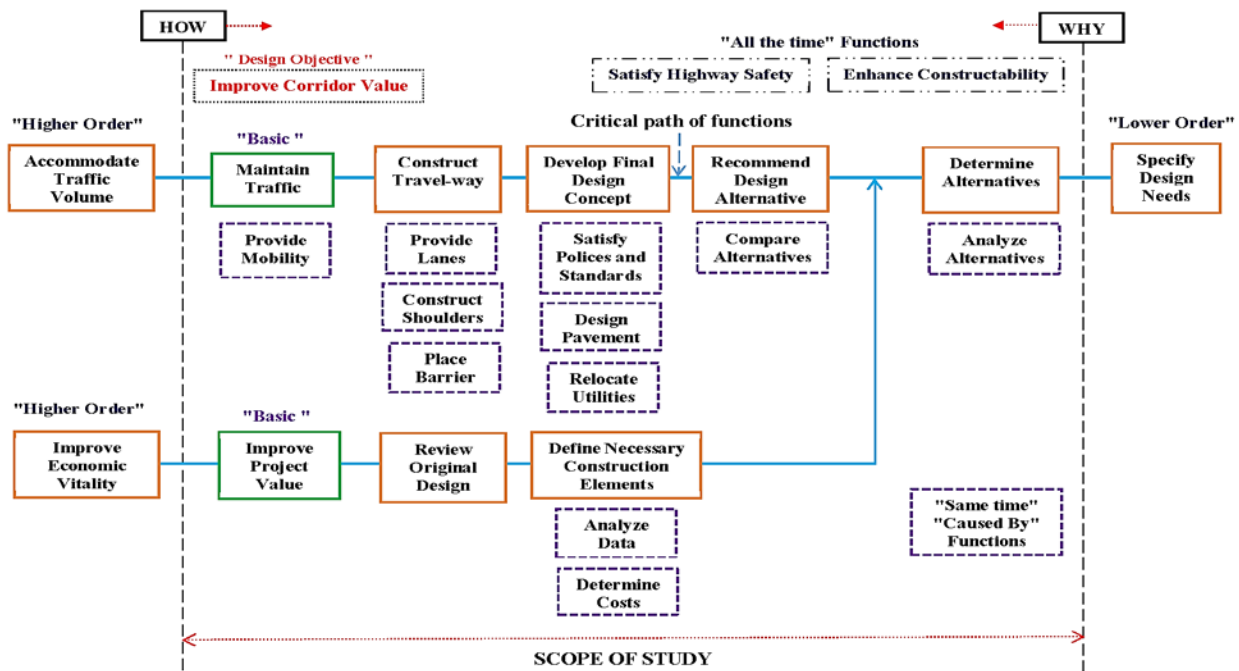 HOW
WHY
"All the time" Functions
" Design Objective "
Improve Corridor Value
Satisfy Highway Safety
Enhance Constructability
Critical path of functions
"Higher Order"
"Basic "
"Lower Order"
Accommodate
Traffic
Volume
Maintain
Traffic
Construct
Travel-way
Develop Final
Design
Concept
Recommend
Design
Alternative
Determine
Alternatives
Specify
Design
Needs
Provide
Mobility
Provide
Lanes
Construct
Shoulders
Place
Barrier
Satisfy
Polices and
Standards
Design
Pavement
Relocate
Utilities
Compare
Alternatives
Analyze
Alternatives
"Higher Order"
"Basic "
Improve
Economic
Vitality
Improve
Project
Value
Review
Original
Design
Define Necessary
Construction
Elements
Analyze
Data
Determine
Costs
"Same time"
"Caused By"
Functions
SCOPE OF STUDY